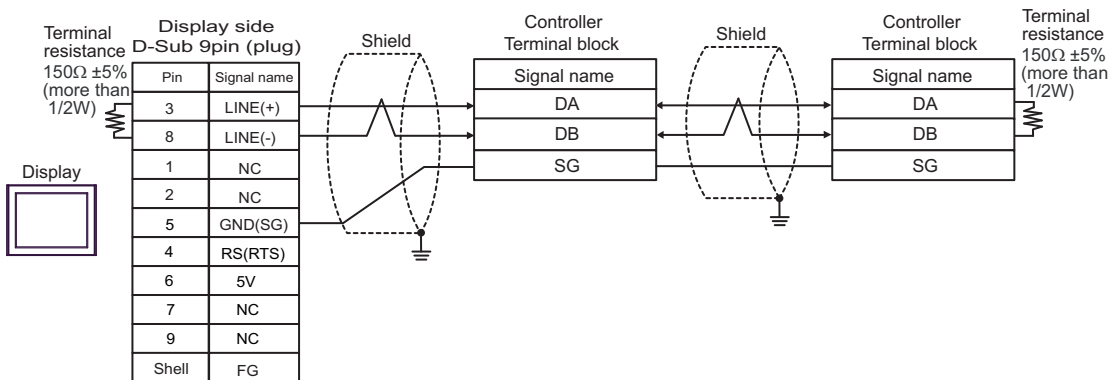 Terminal
resistance
150Ω ±5%
(more than
1/2W)
Display side
D-Sub 9pin (plug)
Pin Signal name
3 LINE(+)
8 LINE(-)
1 NC
2 NC
5 GND(SG)
4 RS(RTS)
6 5V
7 NC
9 NC
Shell FG
Display
Shield
Controller
Terminal block
Signal name
DA
DB
SG
Shield
Controller
Terminal block
Signal name
DA
DB
SG
Terminal
resistance
150Ω ±5%
(more than
1/2W)